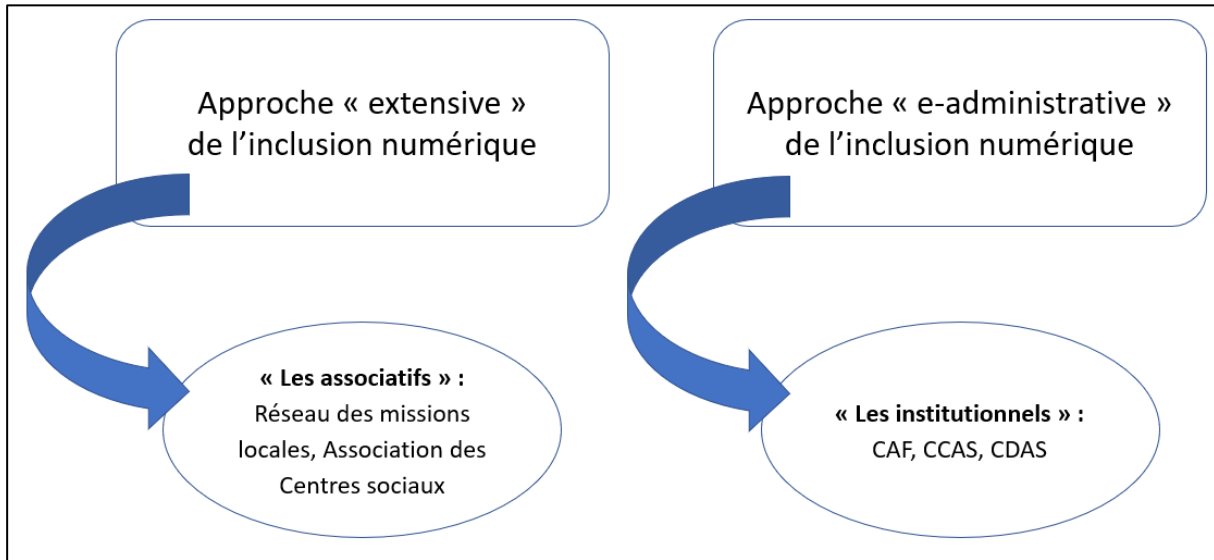 Approche « extensive »
de l’inclusion numérique
Approche « e-administrative »
de l’inclusion numérique
« Les associatifs » :
Réseau des missions
locales, Association des
Centres sociaux
« Les institutionnels » :
CAF, CCAS, CDAS